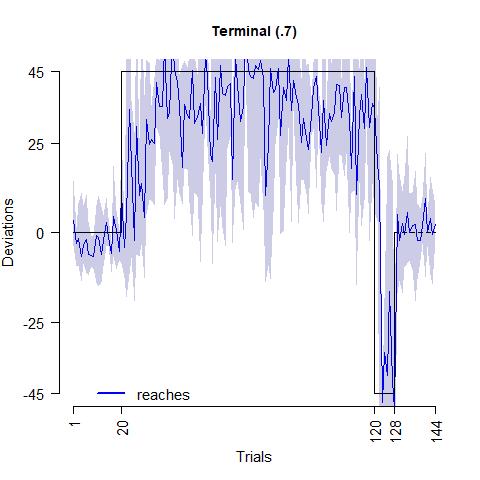 Terminal (.7)
Deviations
45
25
0
-25
-45
reaches
1
20
120
128
144
Trials